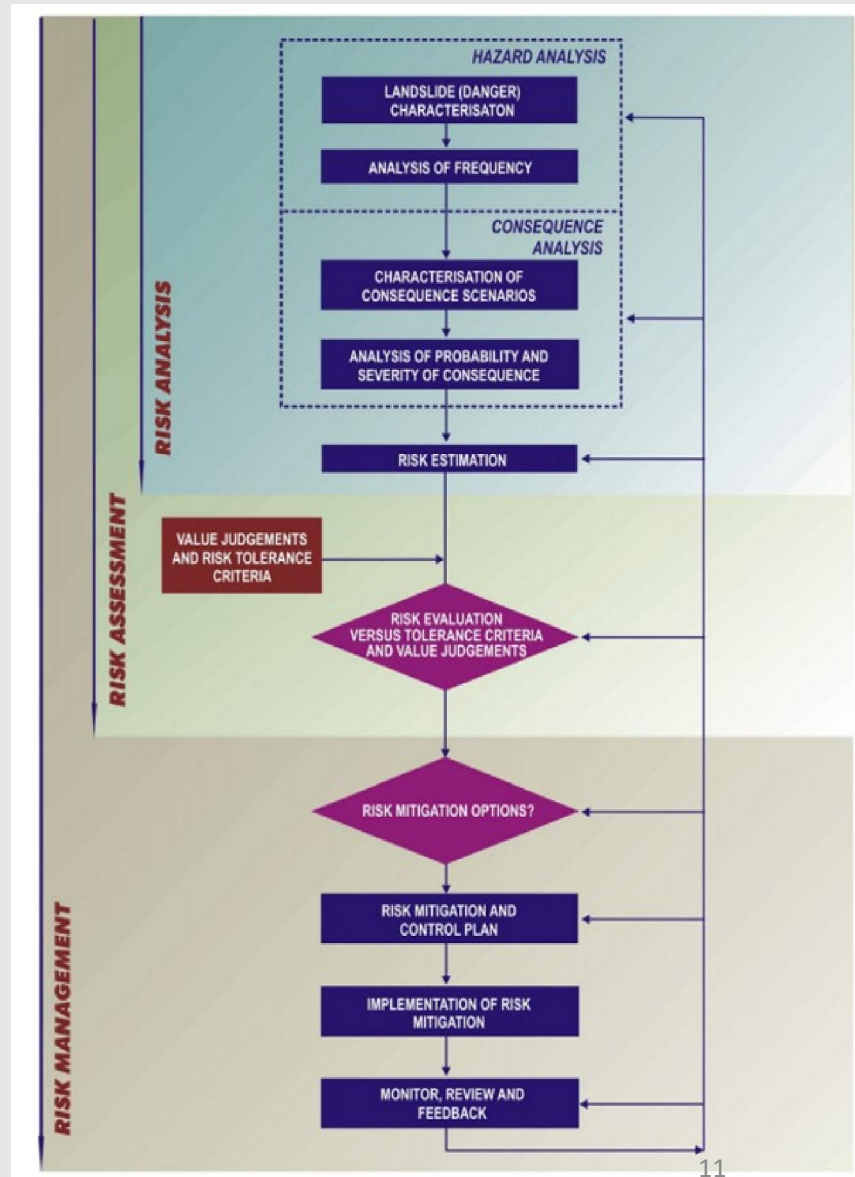 HAZARD ANALYSIS
LANDSLIDE (DANGER)
CHARACTERISATON
ANALYSIS OF FREQUENCY
CONSEQUENCE
ANALYSIS
CHARACTERISATION OF
CONSEQUENCE SCENARIOS
ANALYSIS OF PROBABILITY AND
SEVERITY OF CONSEQUENCE
RISK ESTIMATION
RISK ANALYSIS
VALUE JUDGEMENTS
AND RISK TOLERANCE
CRITERIA
RISK EVALUATION
VERSUS TOLERANCE CRITERIA
AND VALUE JUDGEMENTS
RISK ASSESSMENT
RISK MITIGATION OPTIONS?
RISK MITIGATION AND
CONTROL PLAN
IMPLEMENTATION OF RISK
MITIGATION
MONITOR, REVIEW AND
FEEDBACK
RISK MANAGEMENT
11